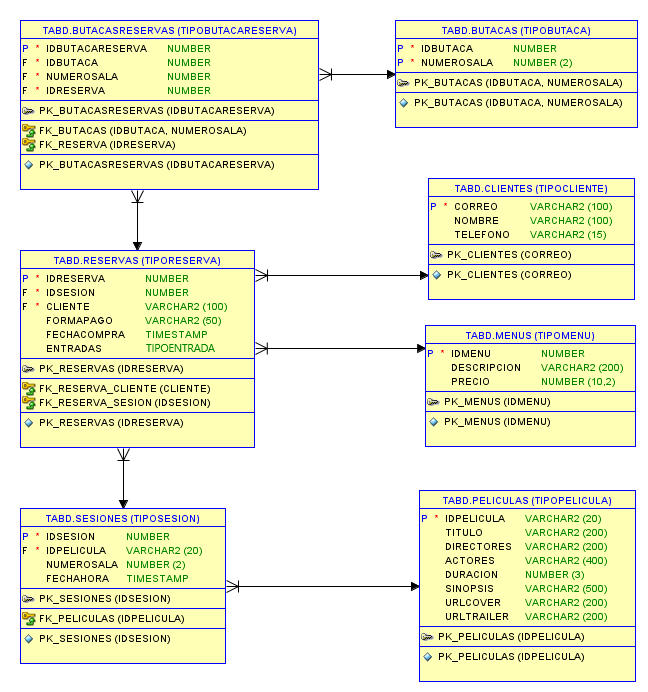 TABD.BUTACASRESERVAS (TIPOBUTACARESERVA)
P * IDBUTACARESERVA NUMBER
F * IDBUTACA NUMBER
F * NUMEROSALA NUMBER
F * IDRESERVA NUMBER
PK_BUTACASRESERVAS (IDBUTACARESERVA)
FK_BUTACAS (IDBUTACA, NUMEROSALA)
FK_RESERVA (IDRESERVA)
PK_BUTACASRESERVAS (IDBUTACARESERVA)
TABD.BUTACAS (TIPOBUTACA)
P * IDBUTACA NUMBER
P * NUMEROSALA NUMBER (2)
PK_BUTACAS (IDBUTACA, NUMEROSALA)
PK_BUTACAS (IDBUTACA, NUMEROSALA)
TABD.CLIENTES (TIPOCLIENTE)
P * CORREO VARCHAR2 (100)
NOMBRE VARCHAR2 (100)
TELEFONO VARCHAR2 (15)
PK_CLIENTES (CORREO)
PK_CLIENTES (CORREO)
TABD.RESERVAS (TIPORESERVA)
P * IDRESERVA NUMBER
F * IDSESION NUMBER
F * CLIENTE VARCHAR2 (100)
FORMAPAGO VARCHAR2 (50)
FECHACOMPRA TIMESTAMP
ENTRADAS TIPOENTRADA
PK_RESERVAS (IDRESERVA)
FK_RESERVA_CLIENTE (CLIENTE)
FK_RESERVA_SESION (IDSESION)
PK_RESERVAS (IDRESERVA)
TABD.MENUS (TIPOMENU)
P * IDMENU NUMBER
DESCRIPCION VARCHAR2 (200)
PRECIO NUMBER (10,2)
PK_MENUS (IDMENU)
PK_MENUS (IDMENU)
TABD.SESIONES (TIPOSESION)
P * IDSESION NUMBER
F * IDPELICULA VARCHAR2 (20)
NUMEROSALA NUMBER (2)
FECHAHORA TIMESTAMP
PK_SESIONES (IDSESION)
FK_PELICULAS (IDPELICULA)
PK_SESIONES (IDSESION)
TABD.PELICULAS (TIPOPELICULA)
P * IDPELICULA VARCHAR2 (20)
TITULO VARCHAR2 (200)
DIRECTORES VARCHAR2 (200)
ACTORES VARCHAR2 (400)
DURACION NUMBER (3)
SINOPSIS VARCHAR2 (500)
URLCOVER VARCHAR2 (200)
URLTRAILER VARCHAR2 (200)
PK_PELICULAS (IDPELICULA)
PK_PELICULAS (IDPELICULA)